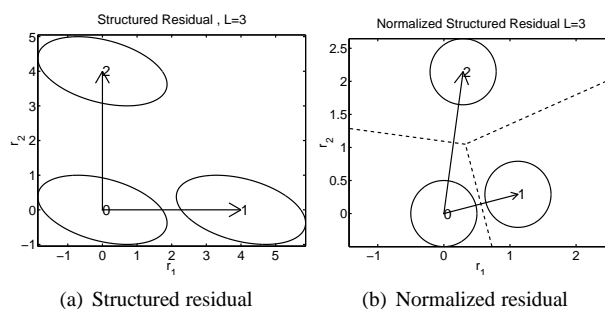 Structured Residual , L=3
5
4
3
2
1
0
−1
r2
−1 0 1 2 3 4 5
r1
2
0
1
(a) Structured residual
Normalized Structured Residual L=3
2.5
2
1.5
1
0.5
0
r2
−1 0 1 2
r1
2
0
1
(b) Normalized residual